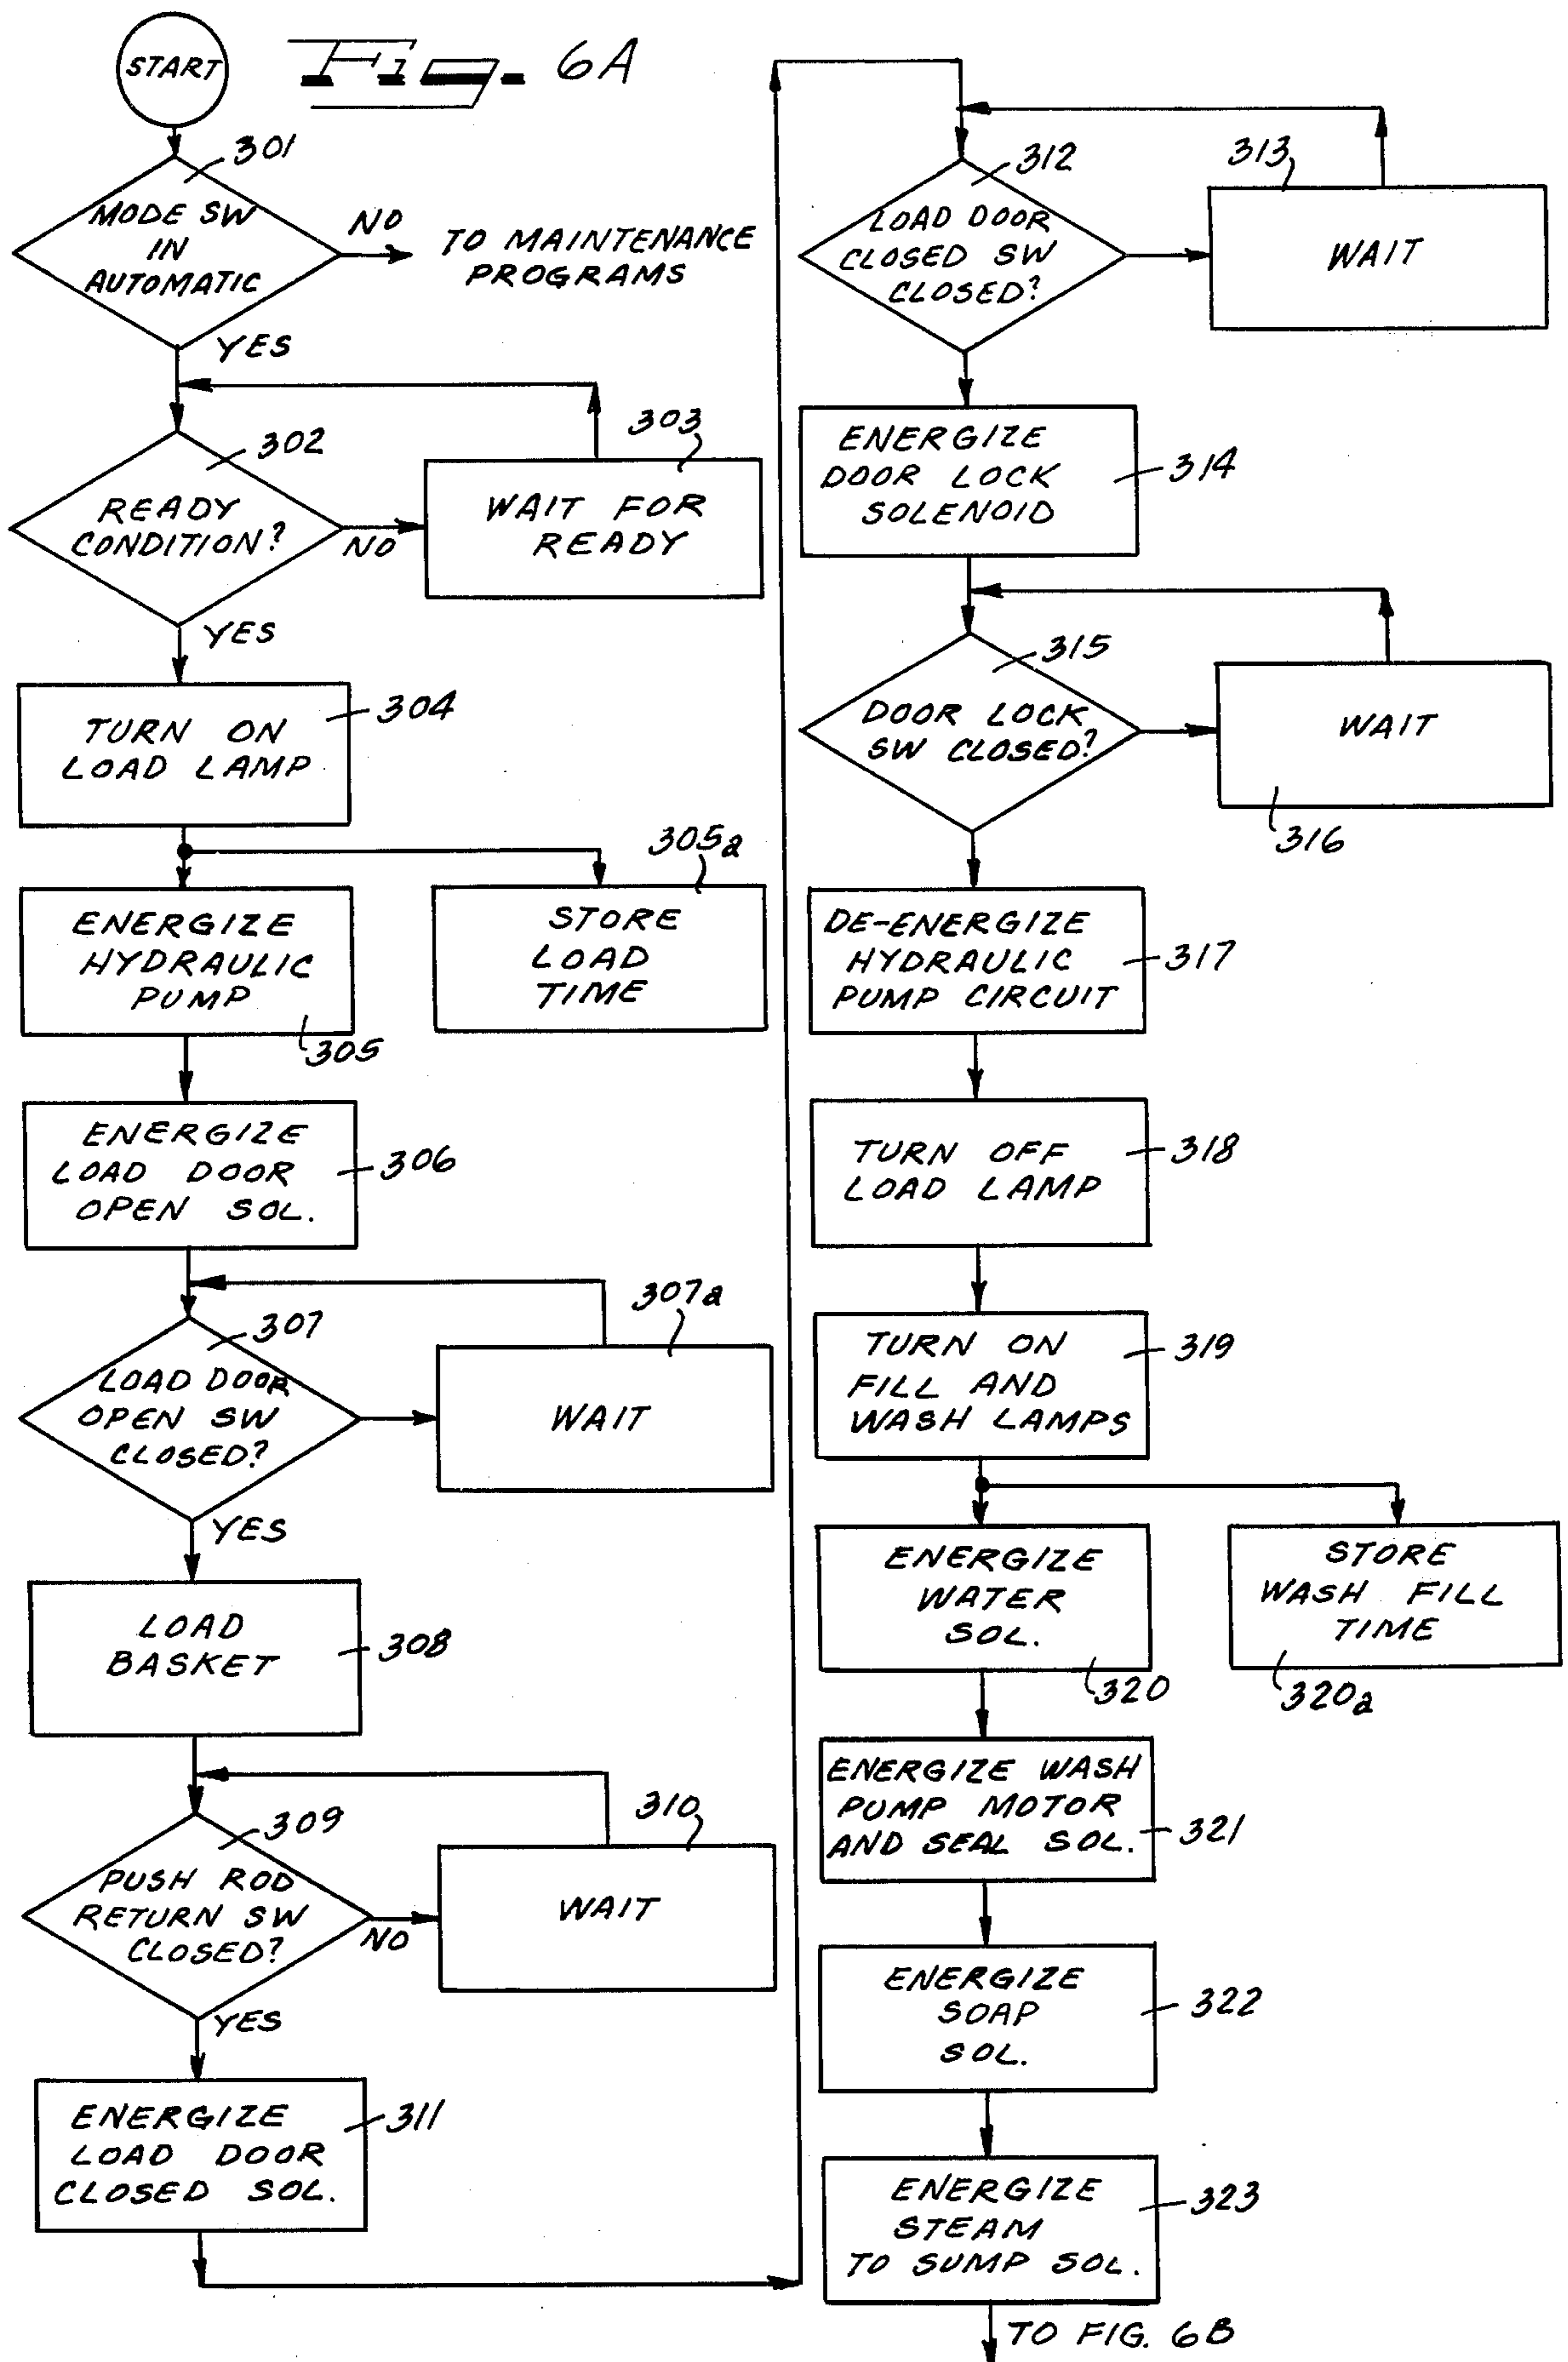 START
Fig. 6A
301
MODE SW
IN
AUTOMATIC
NO
TO MAINTENANCE
PROGRAMS
YES
302
READY
CONDITION?
NO
303
WAIT FOR
READY
YES
304
TURN ON
LOAD LAMP
305a
ENERGIZE
HYDRAULIC
PUMP
305
STORE
LOAD
TIME
ENERGIZE
LOAD DOOR
OPEN SOL.
306
307
LOAD DOOR
OPEN SW
CLOSED?
307a
WAIT
YES
LOAD
BASKET
308
309
PUSH ROD
RETURN SW
CLOSED?
NO
310
WAIT
YES
ENERGIZE
LOAD DOOR
CLOSED SOL.
311
312
LOAD DOOR
CLOSED SW
CLOSED?
313
WAIT
ENERGIZE
DOOR LOCK
SOLENOID
314
315
DOOR LOCK
SW CLOSED?
WAIT
316
DE-ENERGIZE
HYDRAULIC
PUMP CIRCUIT
317
TURN OFF
LOAD LAMP
318
TURN ON
FILL AND
WASH LAMPS
319
ENERGIZE
WATER
SOL.
320
STORE
WASH FILL
TIME
320a
ENERGIZE WASH
PUMP MOTOR
AND SEAL SOL.
321
ENERGIZE
SOAP
SOL.
322
ENERGIZE
STEAM
TO SUMP SOL.
323
TO FIG. 6B